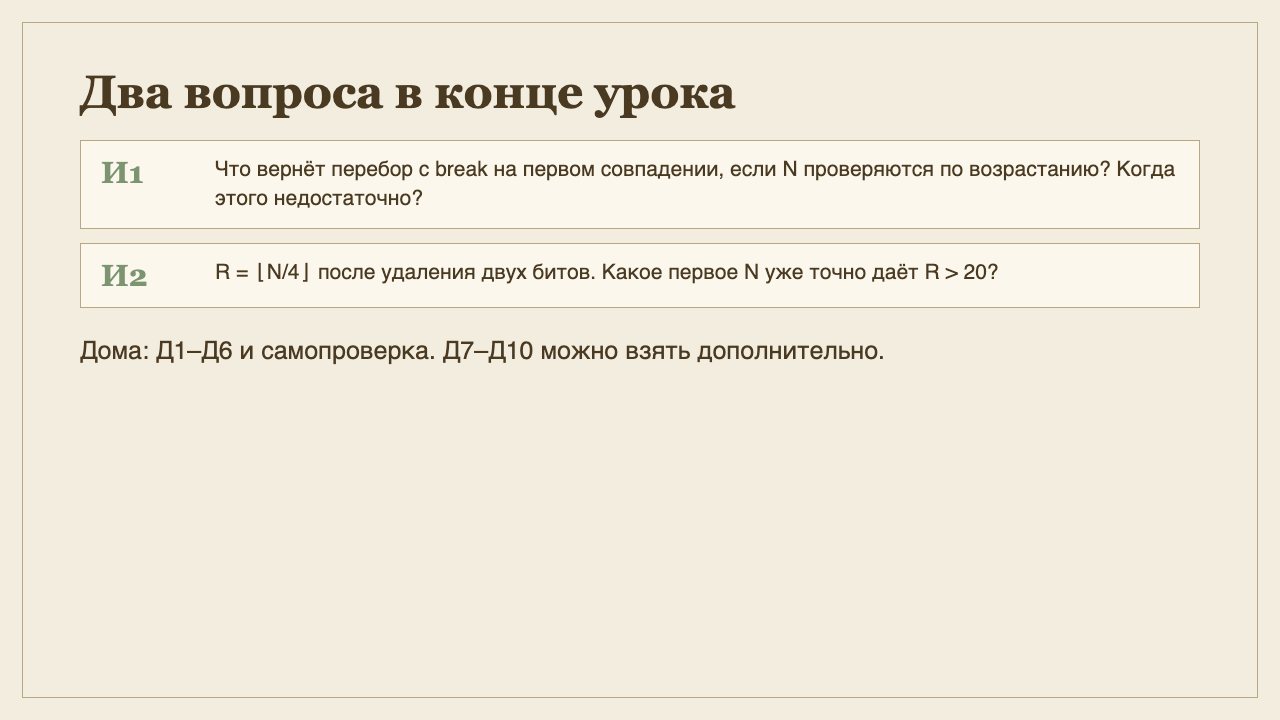 Два вопроса в конце урока
И1
Что вернёт перебор с break на первом совпадении, если N проверяются по возрастанию? Когда
этого недостаточно?
И2
R = ⌊N/4⌋ после удаления двух битов. Какое первое N уже точно даёт R > 20?
Дома: Д1–Д6 и самопроверка. Д7–Д10 можно взять дополнительно.